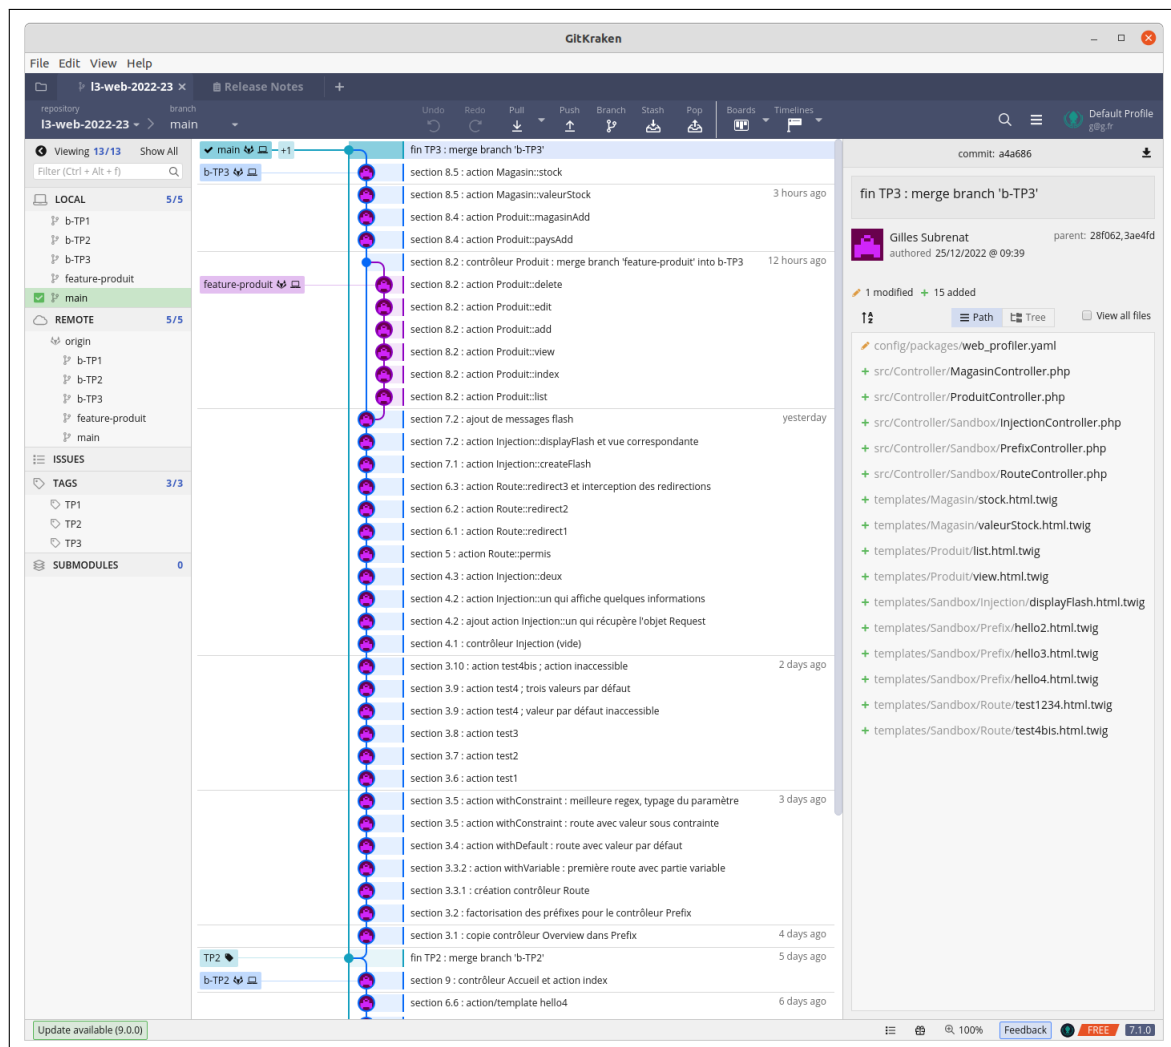 GitKraken
File Edit View Help
l3-web-2022-23 × Release Notes +
repository branch
l3-web-2022-23 > main
Undo Redo Pull Push Branch Stash Pop Boards Timelines
Default Profile
g@g.fr
Viewing 13/13 Show All
Filter (Ctrl + Alt + f)
LOCAL 5/5
b-TP1
b-TP2
b-TP3
feature-produit
main
REMOTE 5/5
origin
b-TP1
b-TP2
b-TP3
feature-produit
main
ISSUES
TAGS 3/3
TP1
TP2
TP3
SUBMODULES 0
main +1 fin TP3 : merge branch 'b-TP3'
b-TP3 section 8.5 : action Magasin::stock
section 8.5 : action Magasin::valeurStock 3 hours ago
section 8.4 : action Produit::magasinAdd
section 8.4 : action Produit::paysAdd
section 8.2 : contrôleur Produit : merge branch 'feature-produit' into b-TP3 12 hours ago
feature-produit section 8.2 : action Produit::delete
section 8.2 : action Produit::edit
section 8.2 : action Produit::add
section 8.2 : action Produit::view
section 8.2 : action Produit::index
section 8.2 : action Produit::list
section 7.2 : ajout de messages flash yesterday
section 7.2 : action Injection::displayFlash et vue correspondante
section 7.1 : action Injection::createFlash
section 6.3 : action Route::redirect3 et interception des redirections
section 6.2 : action Route::redirect2
section 6.1 : action Route::redirect1
section 5 : action Route::permis
section 4.3 : action Injection::deux
section 4.2 : action Injection::un qui affiche quelques informations
section 4.2 : ajout action Injection::un qui récupère l'objet Request
section 4.1 : contrôleur Injection (vide)
section 3.10 : action test4bis ; action inaccessible 2 days ago
section 3.9 : action test4 ; trois valeurs par défaut
section 3.9 : action test4 ; valeur par défaut inaccessible
section 3.8 : action test3
section 3.7 : action test2
section 3.6 : action test1
section 3.5 : action withConstraint : meilleure regex, typage du paramètre 3 days ago
section 3.5 : action withConstraint : route avec valeur sous contrainte
section 3.4 : action withDefault : route avec valeur par défaut
section 3.3.2 : action withVariable : première route avec partie variable
section 3.3.1 : création contrôleur Route
section 3.2 : factorisation des préfixes pour le contrôleur Prefix
section 3.1 : copie contrôleur Overview dans Prefix 4 days ago
TP2 fin TP2 : merge branch 'b-TP2' 5 days ago
b-TP2 section 9 : contrôleur Accueil et action index
section 6.6 : action/template hello4 6 days ago
commit: a4a686
fin TP3 : merge branch 'b-TP3'
Gilles Subrenat parent: 28f062,3ae4fd
authored 25/12/2022 @ 09:39
1 modified + 15 added
Path Tree View all files
config/packages/web_profiler.yaml
+ src/Controller/MagasinController.php
+ src/Controller/ProduitController.php
+ src/Controller/Sandbox/InjectionController.php
+ src/Controller/Sandbox/PrefixController.php
+ src/Controller/Sandbox/RouteController.php
+ templates/Magasin/stock.html.twig
+ templates/Magasin/valeurStock.html.twig
+ templates/Produit/list.html.twig
+ templates/Produit/view.html.twig
+ templates/Sandbox/Injection/displayFlash.html.twig
+ templates/Sandbox/Prefix/hello2.html.twig
+ templates/Sandbox/Prefix/hello3.html.twig
+ templates/Sandbox/Prefix/hello4.html.twig
+ templates/Sandbox/Route/test1234.html.twig
+ templates/Sandbox/Route/test4bis.html.twig
Update available (9.0.0) 100% Feedback FREE 7.1.0